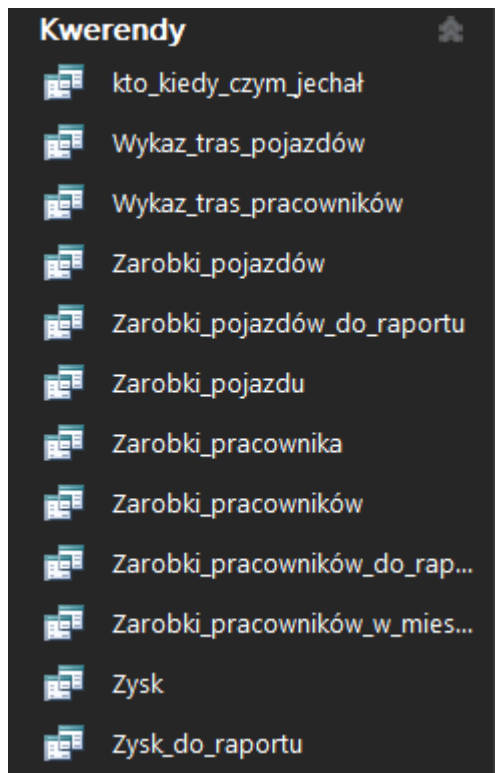 Kwerendy
kto_kiedy_czym_jechał
Wykaz_tras_pojazdów
Wykaz_tras_pracowników
Zarobki_pojazdów
Zarobki_pojazdów_do_raportu
Zarobki_pojazdu
Zarobki_pracownika
Zarobki_pracowników
Zarobki_pracowników_do_rap...
Zarobki_pracowników_w_mies...
Zysk
Zysk_do_raportu